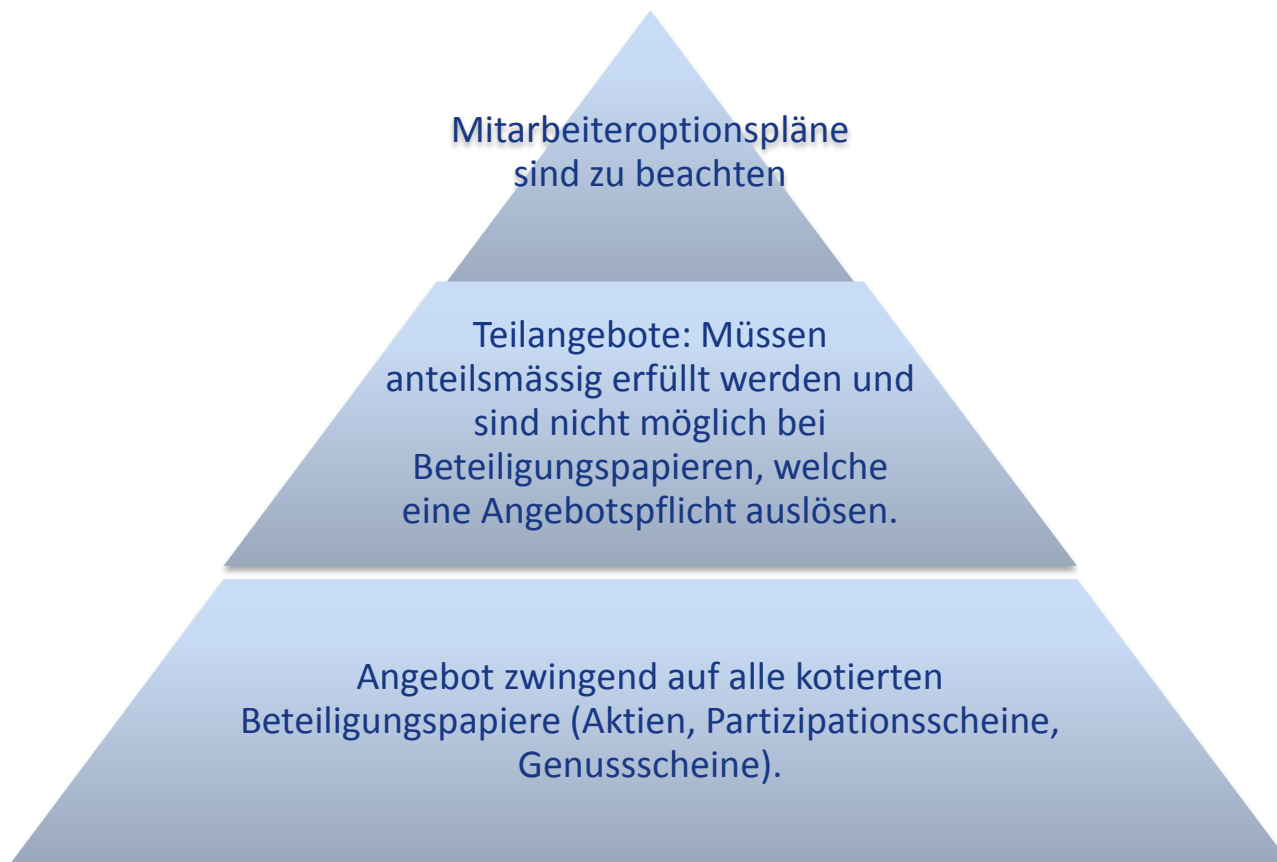 Mitarbeiteroptionspläne
sind zu beachten
Teilangebote: Müssen
anteilsmässig erfüllt werden und
sind nicht möglich bei
Beteiligungspapieren, welche
eine Angebotspflicht auslösen.
Angebot zwingend auf alle kotierten
Beteiligungspapiere (Aktien, Partizipationsscheine,
Genussscheine).